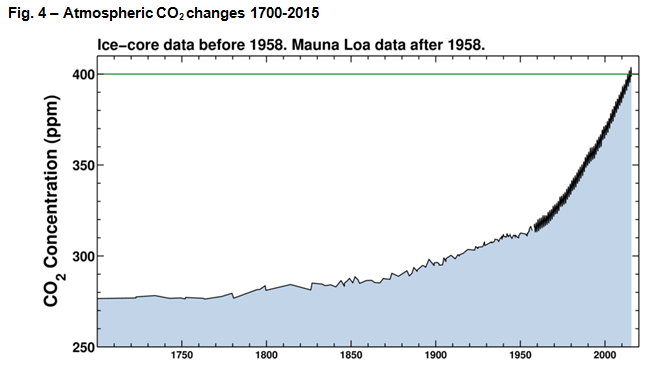 Fig. 4 – Atmospheric CO₂ changes 1700-2015
Ice-core data before 1958. Mauna Loa data after 1958.
CO₂ Concentration (ppm)
400
350
300
250
1750 1800 1850 1900 1950 2000